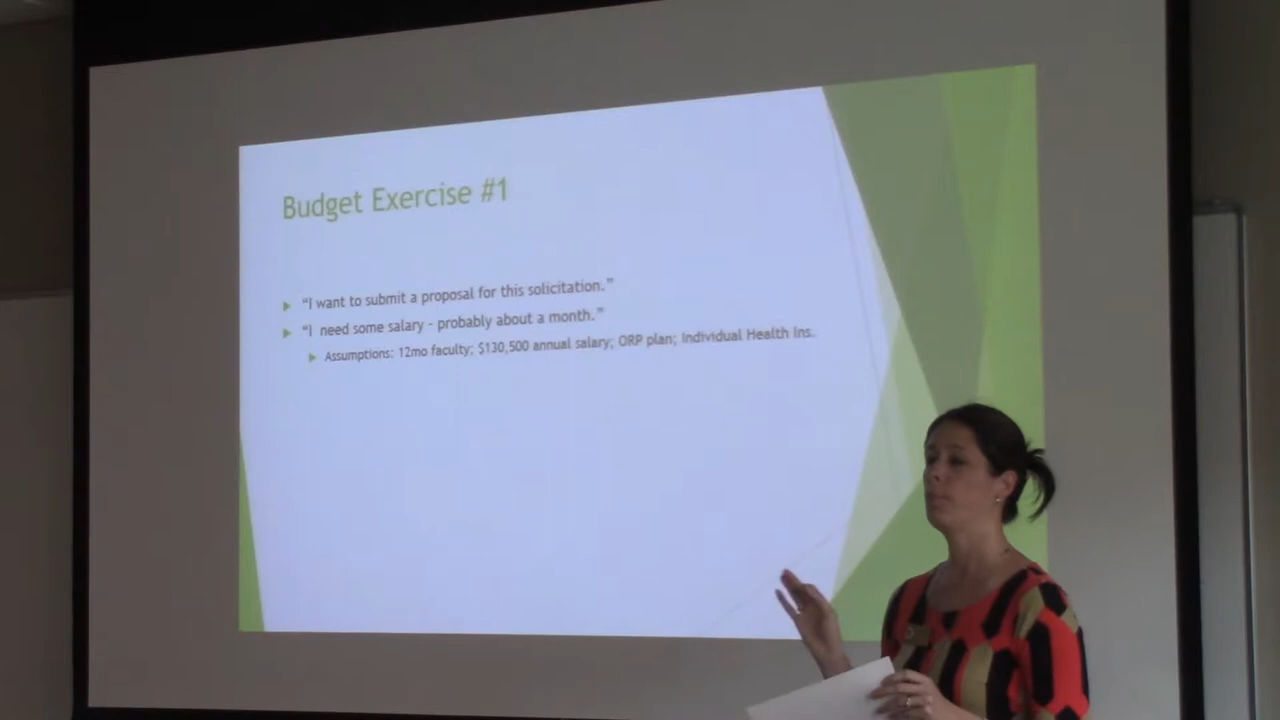 Budget Exercise #1
“I want to submit a proposal for this solicitation.”
“I need some salary - probably about a month.”
Assumptions: 12mo faculty; $130,500 annual salary; ORP plan; Individual Health Ins.